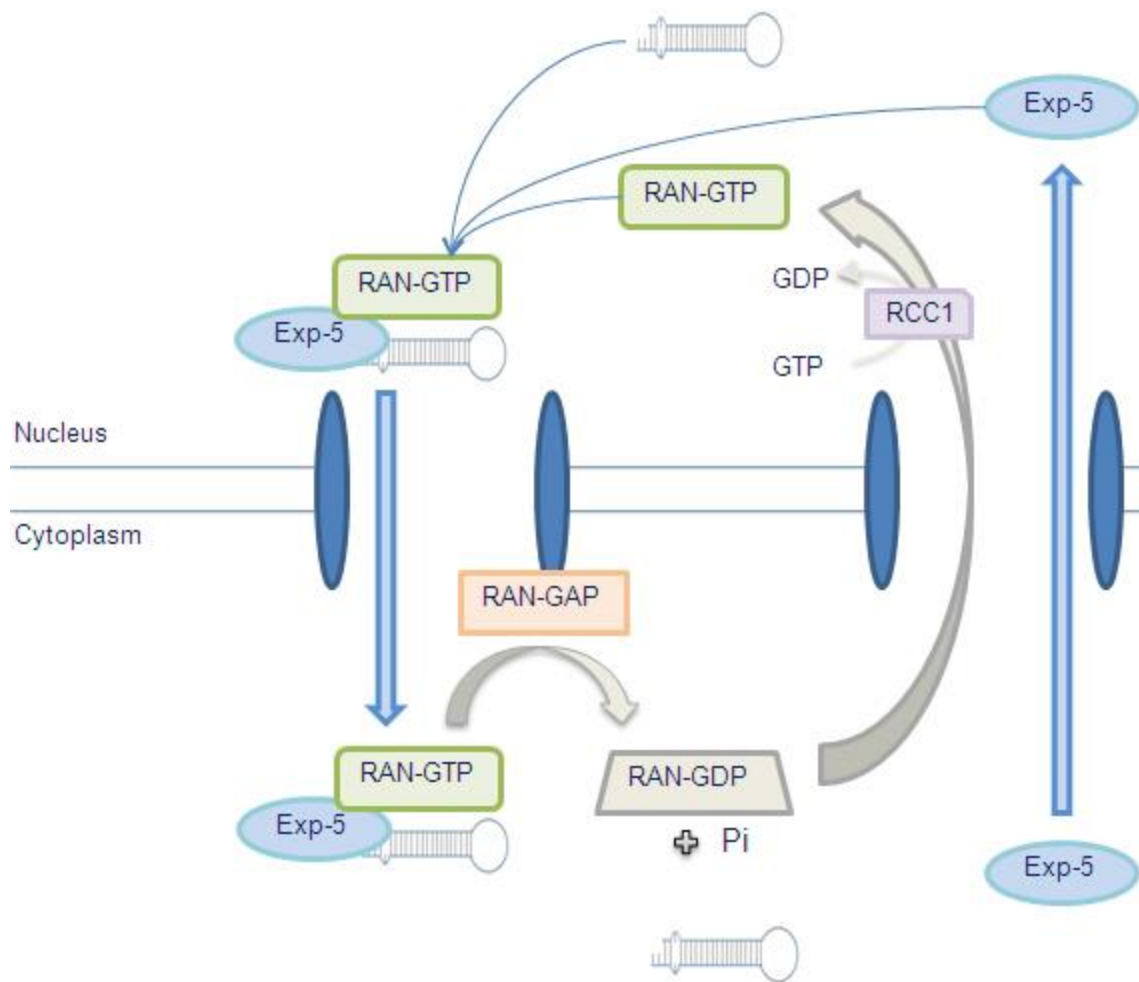 Exp-5
RAN-GTP
RAN-GTP
GDP
RCC1
Exp-5
GTP
Nucleus
Cytoplasm
RAN-GAP
RAN-GTP
RAN-GDP
Exp-5
Pi
Exp-5